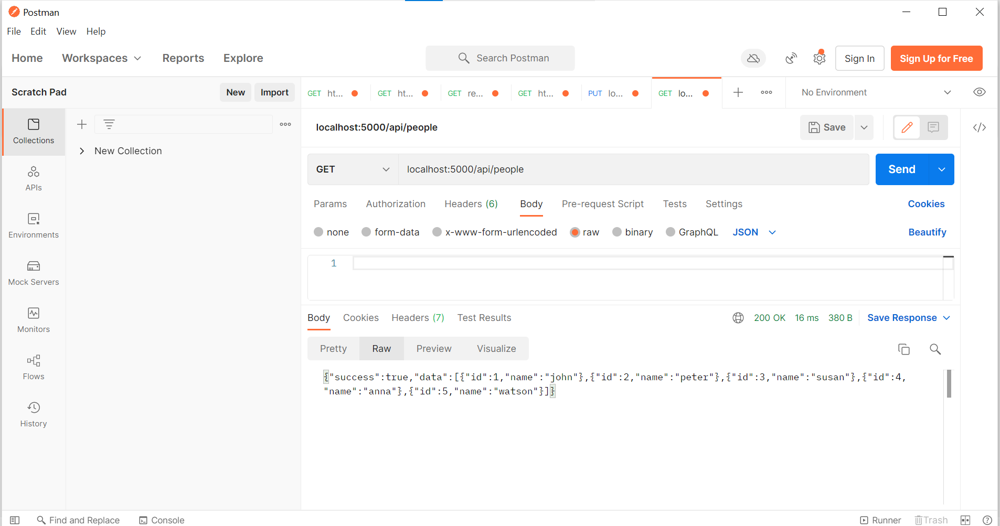 Postman
File Edit View Help
Home Workspaces Reports Explore Search Postman Sign In Sign Up for Free
Scratch Pad New Import GET ht... GET ht... GET re... GET ht... PUT lo... GET lo... No Environment
Collections
APIs
Environments
Mock Servers
Monitors
Flows
History
New Collection
localhost:5000/api/people Save
GET localhost:5000/api/people Send
Params Authorization Headers (6) Body Pre-request Script Tests Settings Cookies
none form-data x-www-form-urlencoded raw binary GraphQL JSON Beautify
1
Body Cookies Headers (7) Test Results 200 OK 16 ms 380 B Save Response
Pretty Raw Preview Visualize
{"success":true,"data":[{"id":1,"name":"john"},{"id":2,"name":"peter"},{"id":3,"name":"susan"},{"id":4,
"name":"anna"},{"id":5,"name":"watson"}]}
Find and Replace Console Runner Trash